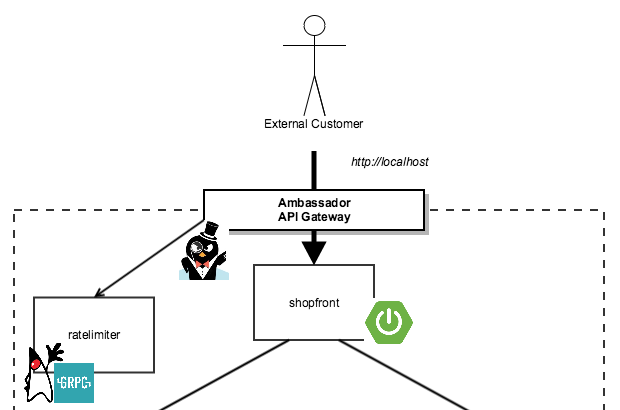 External Customer
http://localhost
Ambassador
API Gateway
shopfront
ratelimiter
GRPC